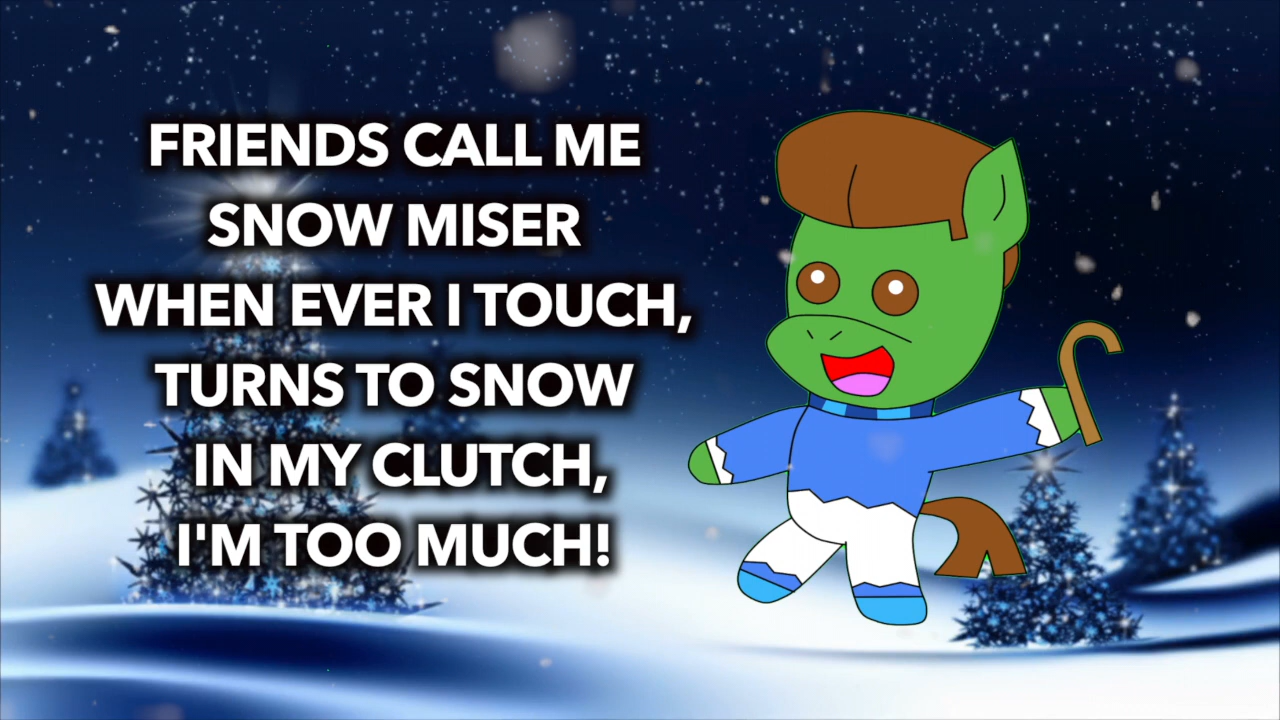 FRIENDS CALL ME
SNOW MISER
WHEN EVER I TOUCH,
TURNS TO SNOW
IN MY CLUTCH,
I'M TOO MUCH!